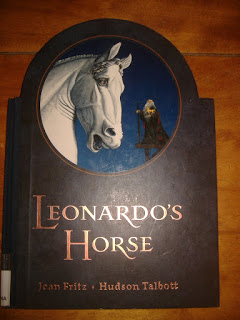 LEONARDO'S
HORSE
Jean Fritz • Hudson Talbott